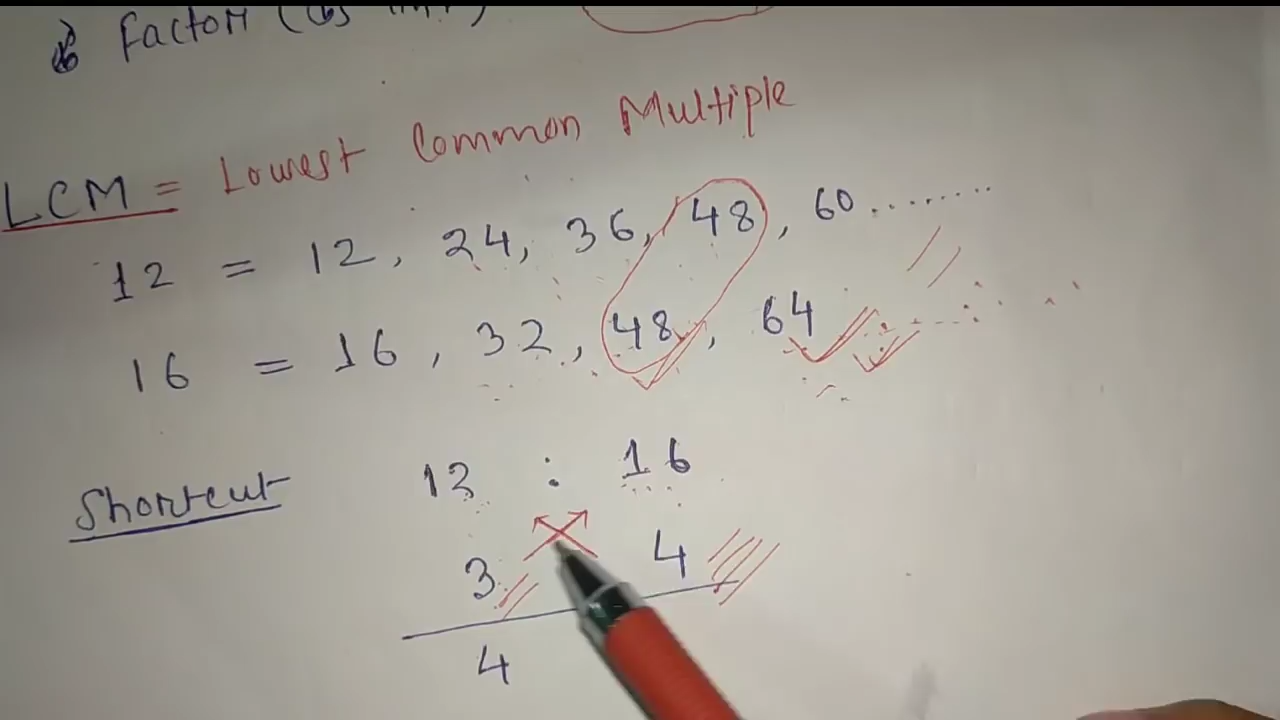 Factor (
LCM = Lowest Common Multiple
12 = 12, 24, 36, 48, 60........
16 = 16, 32, 48, 64
Shortcut 12 : 16
3 4
4